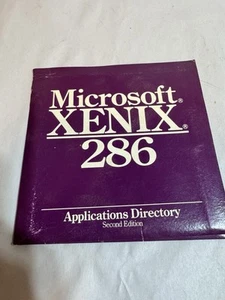 Microsoft®
XENIX®
286
Applications Directory
Second Edition